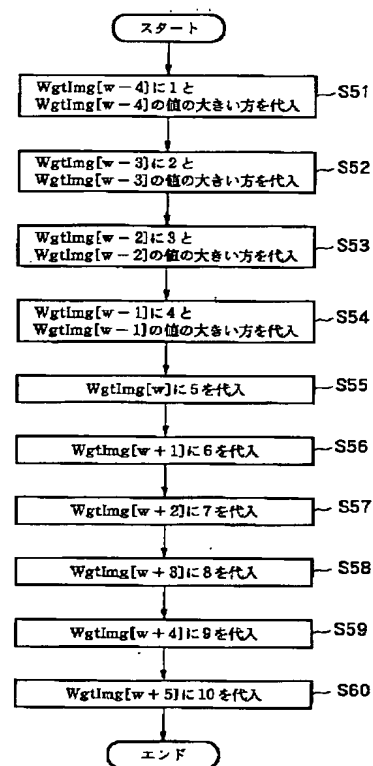 スタート
WgtImg[w-4]に1と
WgtImg[w-4]の値の大きい方を代入
S51
WgtImg[w-3]に2と
WgtImg[w-3]の値の大きい方を代入
S52
WgtImg[w-2]に3と
WgtImg[w-2]の値の大きい方を代入
S53
WgtImg[w-1]に4と
WgtImg[w-1]の値の大きい方を代入
S54
WgtImg[w]に5を代入
S55
WgtImg[w+1]に6を代入
S56
WgtImg[w+2]に7を代入
S57
WgtImg[w+3]に8を代入
S58
WgtImg[w+4]に9を代入
S59
WgtImg[w+5]に10を代入
S60
エンド